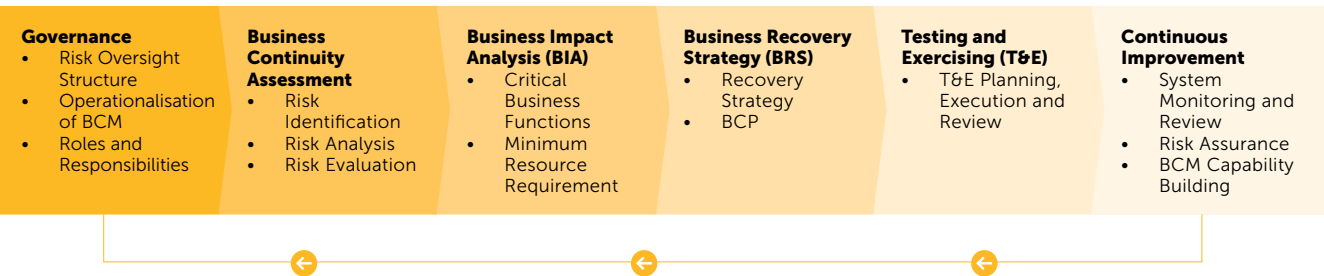 Governance
• Risk Oversight
Structure
• Operationalisation
of BCM
• Roles and
Responsibilities
Business
Continuity
Assessment
• Risk
Identification
• Risk Analysis
• Risk Evaluation
Business Impact
Analysis (BIA)
• Critical
Business
Functions
• Minimum
Resource
Requirement
Business Recovery
Strategy (BRS)
• Recovery
Strategy
• BCP
Testing and
Exercising (T&E)
• T&E Planning,
Execution and
Review
Continuous
Improvement
• System
Monitoring and
Review
• Risk Assurance
• BCM Capability
Building